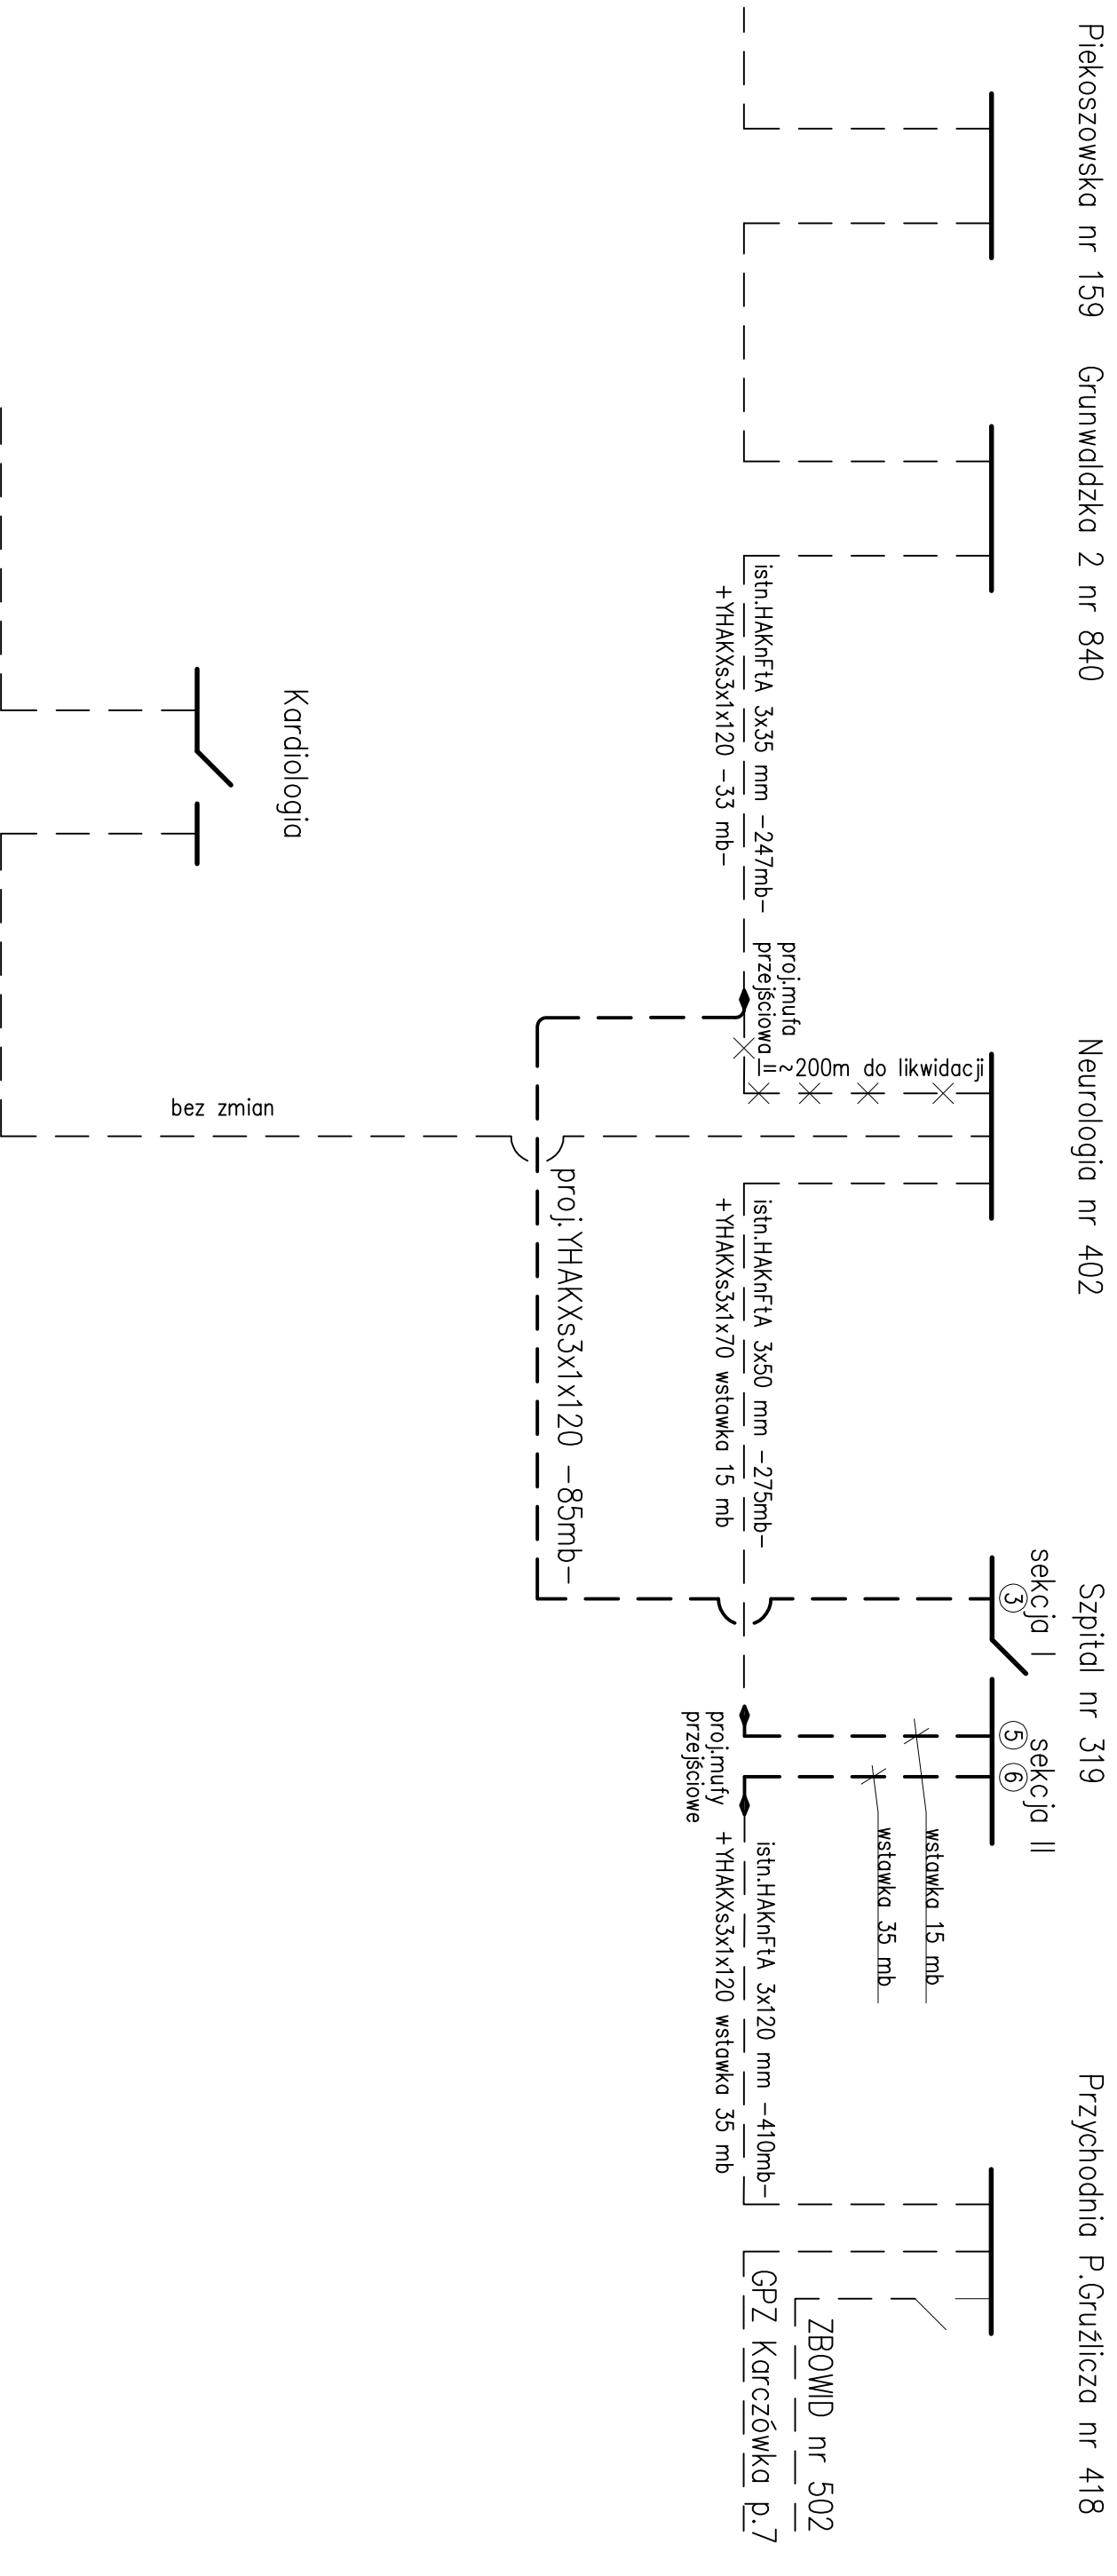 Piekoszowska nr 159
Grunwaldzka 2 nr 840
Neurologia nr 402
Szpital nr 319
Przychodnia P.Gruźlicza nr 418
sekcja I
sekcja II
3
5
6
wstawka 15 mb
wstawka 35 mb
l=~200m do likwidacji
proj.mufa
przejściowa
istn.HAKnFtA 3x35 mm -247mb-
+YHAKXs3x1x120 -33 mb-
istn.HAKnFtA 3x50 mm -275mb-
+YHAKXs3x1x70 wstawka 15 mb
proj.mufy
przejściowe
istn.HAKnFtA 3x120 mm -410mb-
+YHAKXs3x1x120 wstawka 35 mb
ZBOWID nr 502
GPZ Karczówka p.7
proj.YHAKXs3x1x120 -85mb-
Kardiologia
bez zmian